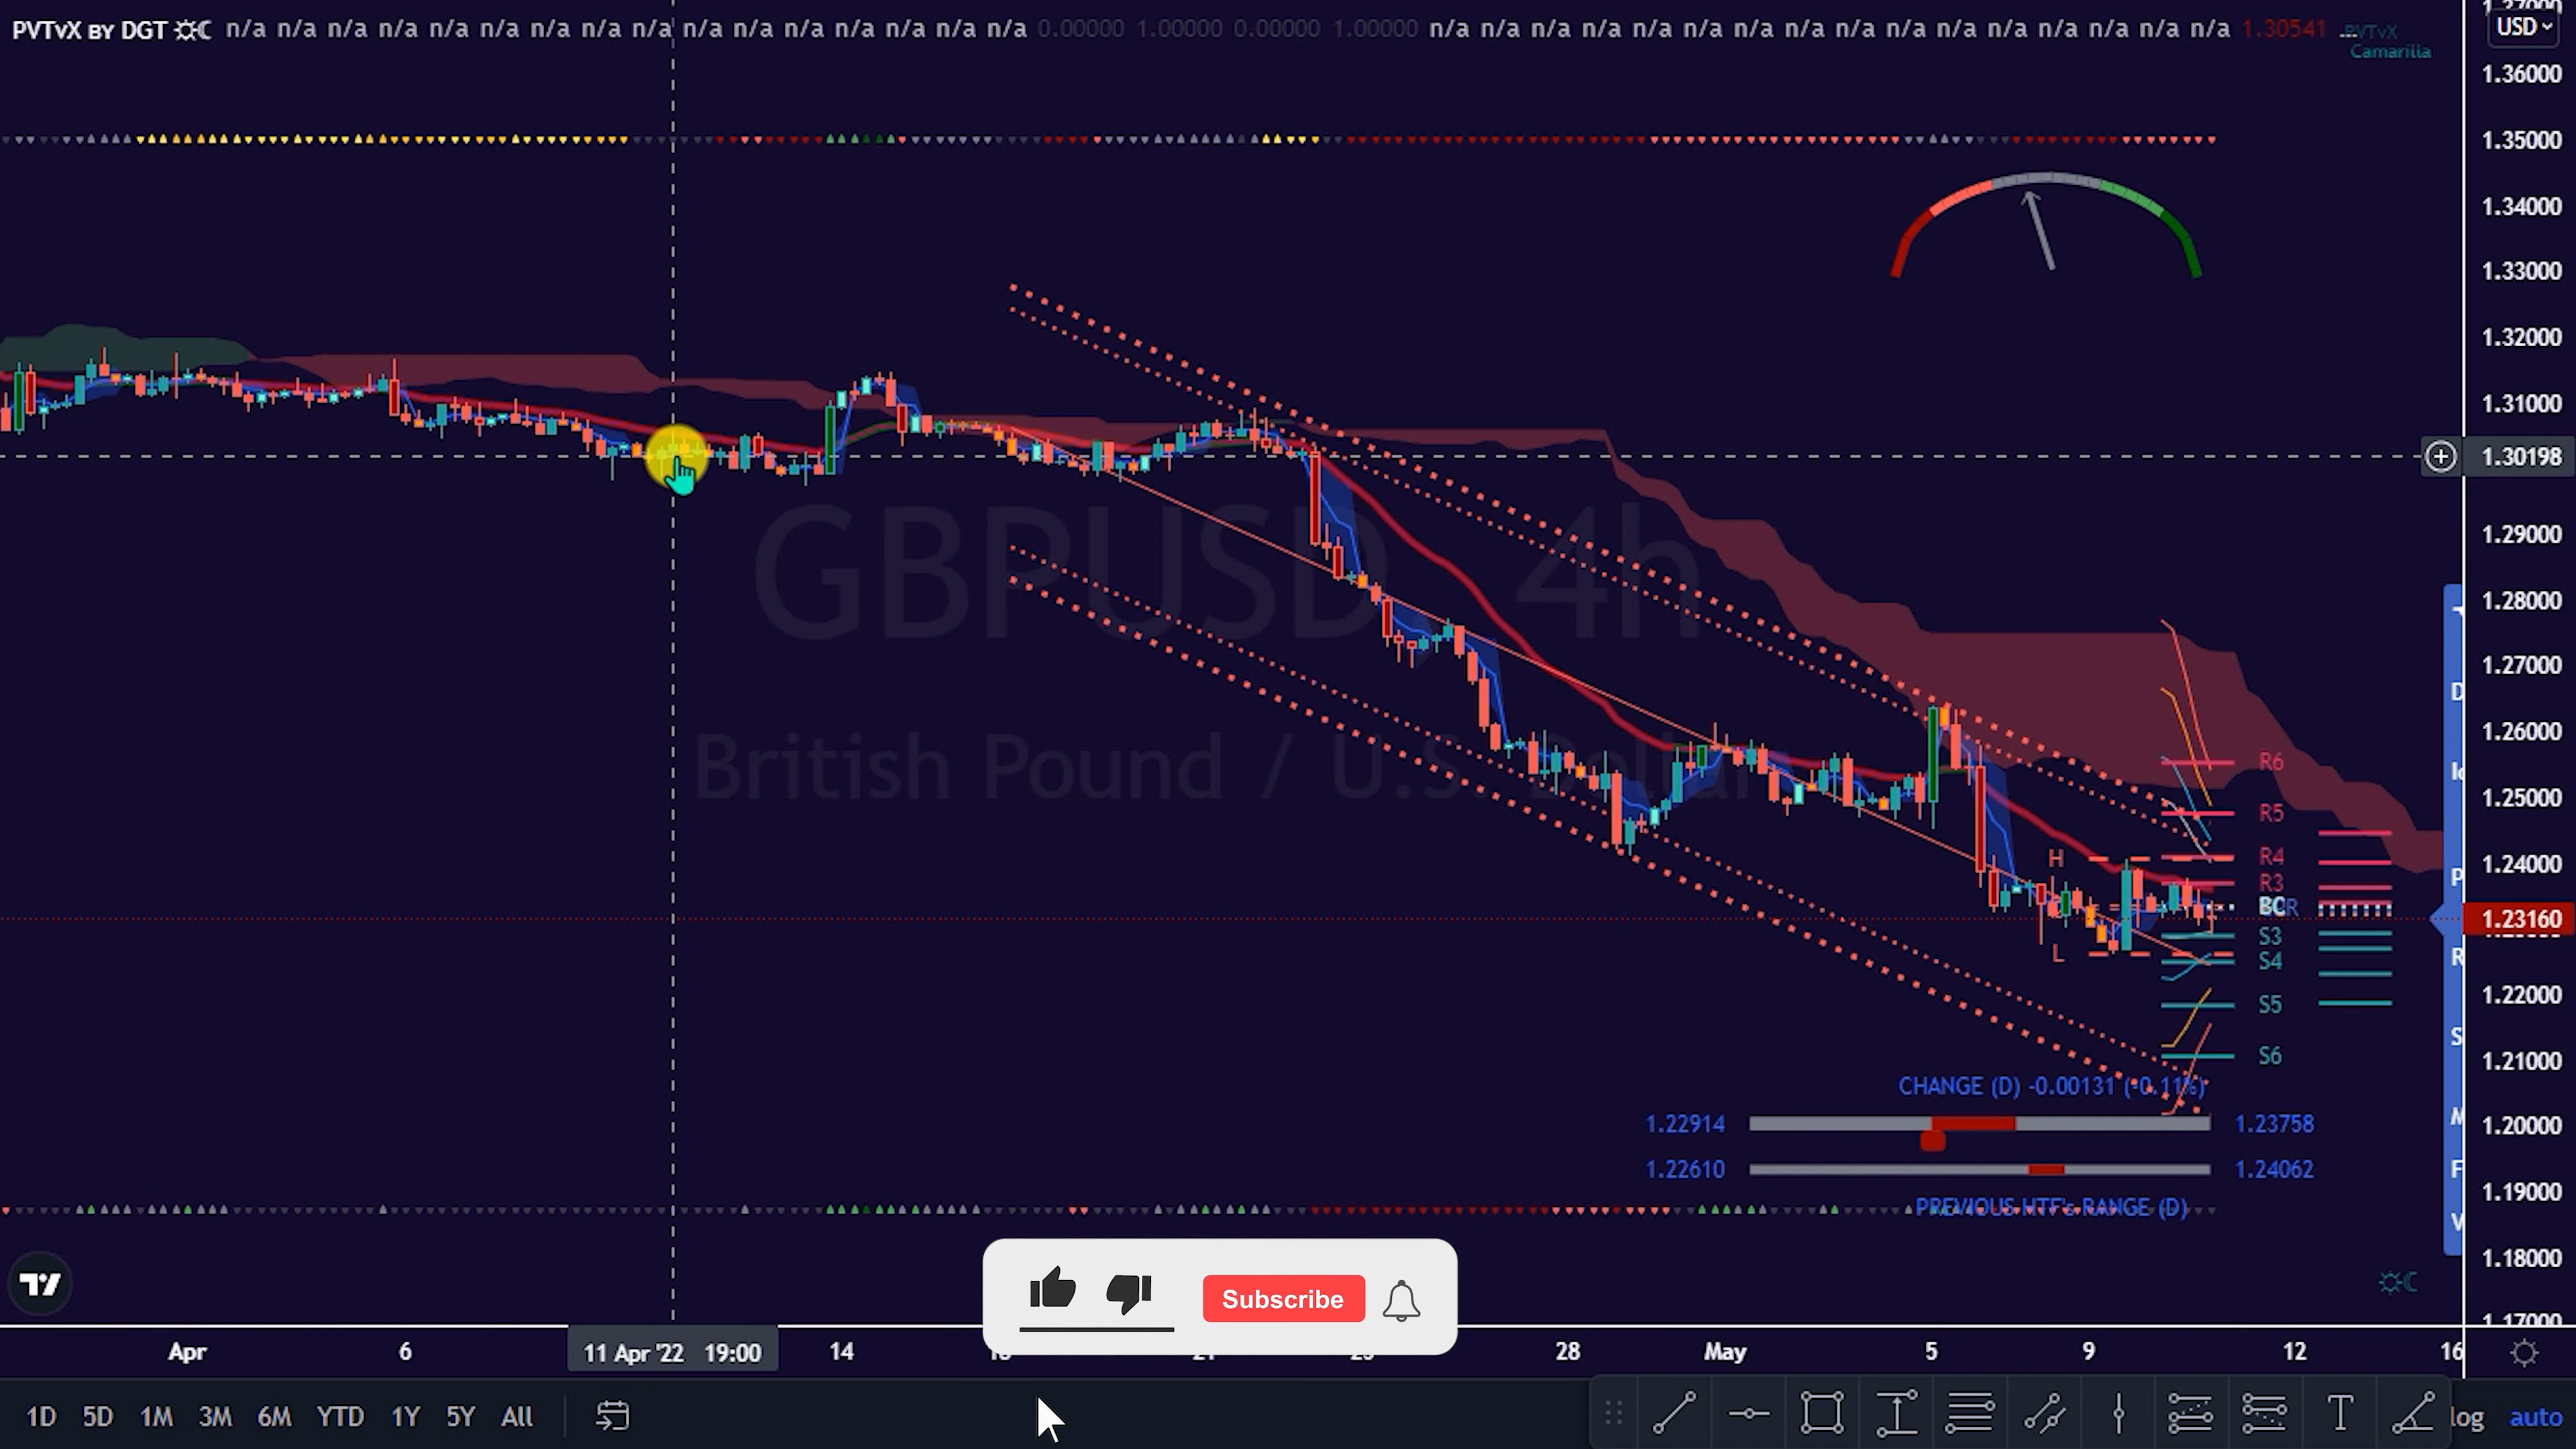 PVTvX BY DGT n/a n/a n/a n/a n/a n/a n/a n/a n/a n/a n/a n/a n/a n/a n/a n/a 0.00000 1.00000 0.00000 1.00000 n/a n/a n/a n/a n/a n/a n/a n/a n/a n/a n/a n/a n/a n/a n/a n/a 1.30541 ...
PVTvX
Camarilla
USD
1.36000
1.35000
1.34000
1.33000
1.32000
1.31000
1.30198
1.29000
1.28000
1.27000
1.26000
1.25000
1.24000
1.23160
1.22000
1.21000
1.20000
1.19000
1.18000
1.17000
GBPUSD 4h
British Pound / U.S. Dollar
R6
R5
H
R4
R3
S3
L
S4
S5
S6
CHANGE (D) -0.00131 (-0.11%)
1.22914 1.23758
1.22610 1.24062
PREVIOUS HTF's RANGE (D)
Subscribe
Apr 6 11 Apr '22 19:00 14 28 May 5 9 12 16
1D 5D 1M 3M 6M YTD 1Y 5Y All
log auto